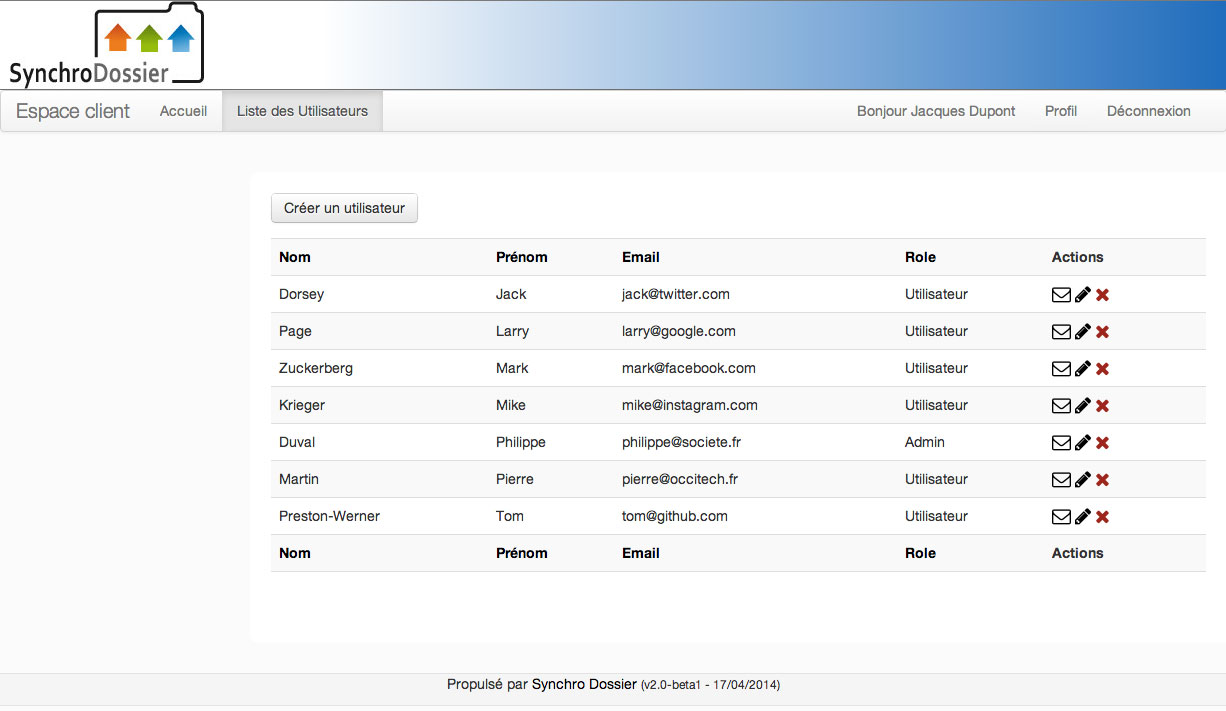 SynchroDossier
Espace client Accueil Liste des Utilisateurs Bonjour Jacques Dupont Profil Déconnexion
Créer un utilisateur
Nom Prénom Email Role Actions
Dorsey Jack jack@twitter.com Utilisateur
Page Larry larry@google.com Utilisateur
Zuckerberg Mark mark@facebook.com Utilisateur
Krieger Mike mike@instagram.com Utilisateur
Duval Philippe philippe@societe.fr Admin
Martin Pierre pierre@occitech.fr Utilisateur
Preston-Werner Tom tom@github.com Utilisateur
Nom Prénom Email Role Actions
Propulsé par Synchro Dossier (v2.0-beta1 - 17/04/2014)